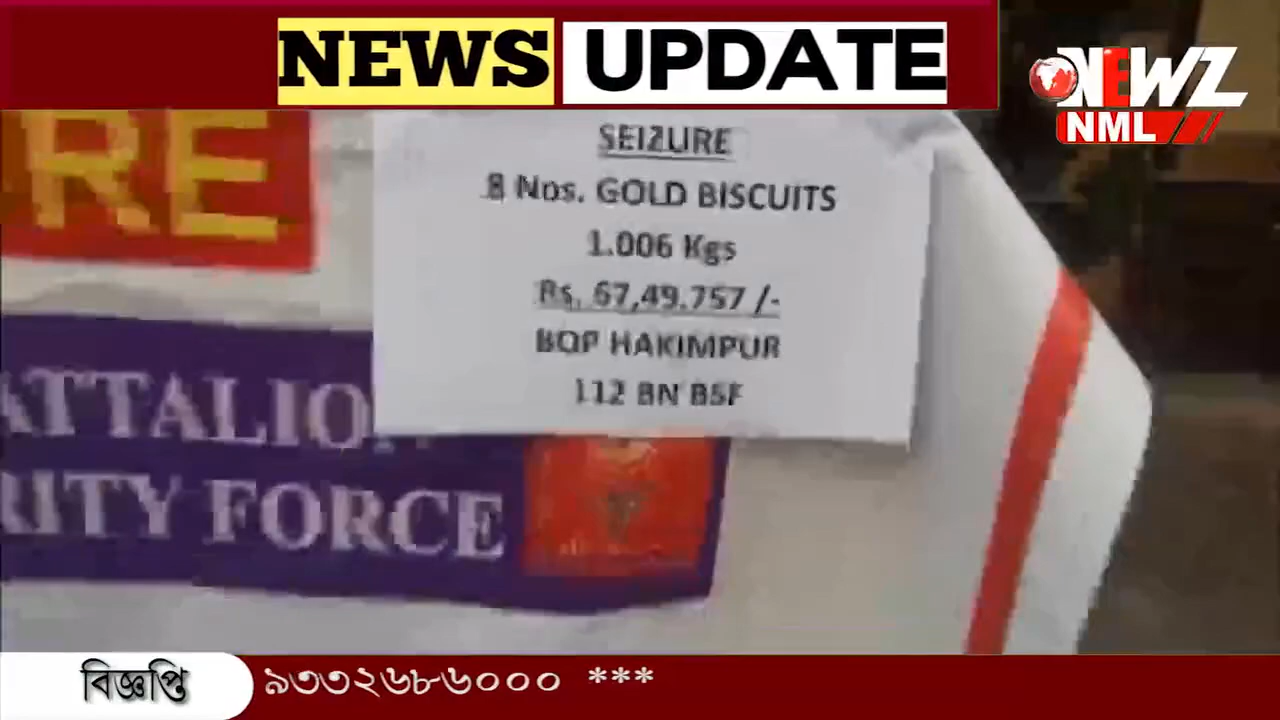 NEWS UPDATE
NEWZ
NML
RE
SEIZURE
8 Nos. GOLD BISCUITS
1.006 Kgs
Rs. 67,49.757 /-
BOP HAKIMPUR
112 BN BSF
ATTALIO
RITY FORCE
বিজ্ঞপ্তি ৯৩৩২৬৮৬০০০ ***